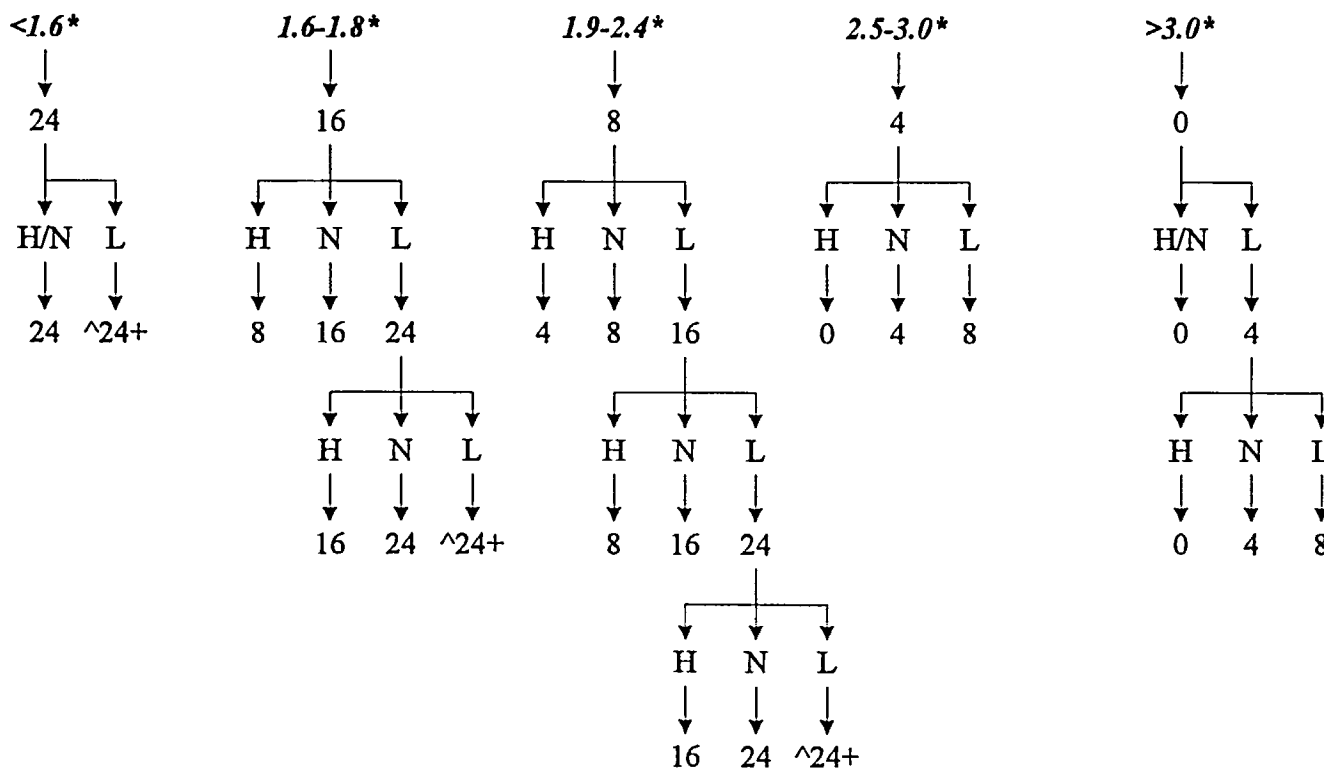 <1.6* 1.6-1.8* 1.9-2.4* 2.5-3.0* >3.0*
24 16 8 4 0
H/N L H N L H N L H N L H/N L
24 ^24+ 8 16 24 4 8 16 0 4 8 0 4
H N L H N L H N L
16 24 ^24+ 8 16 24 0 4 8
H N L
16 24 ^24+